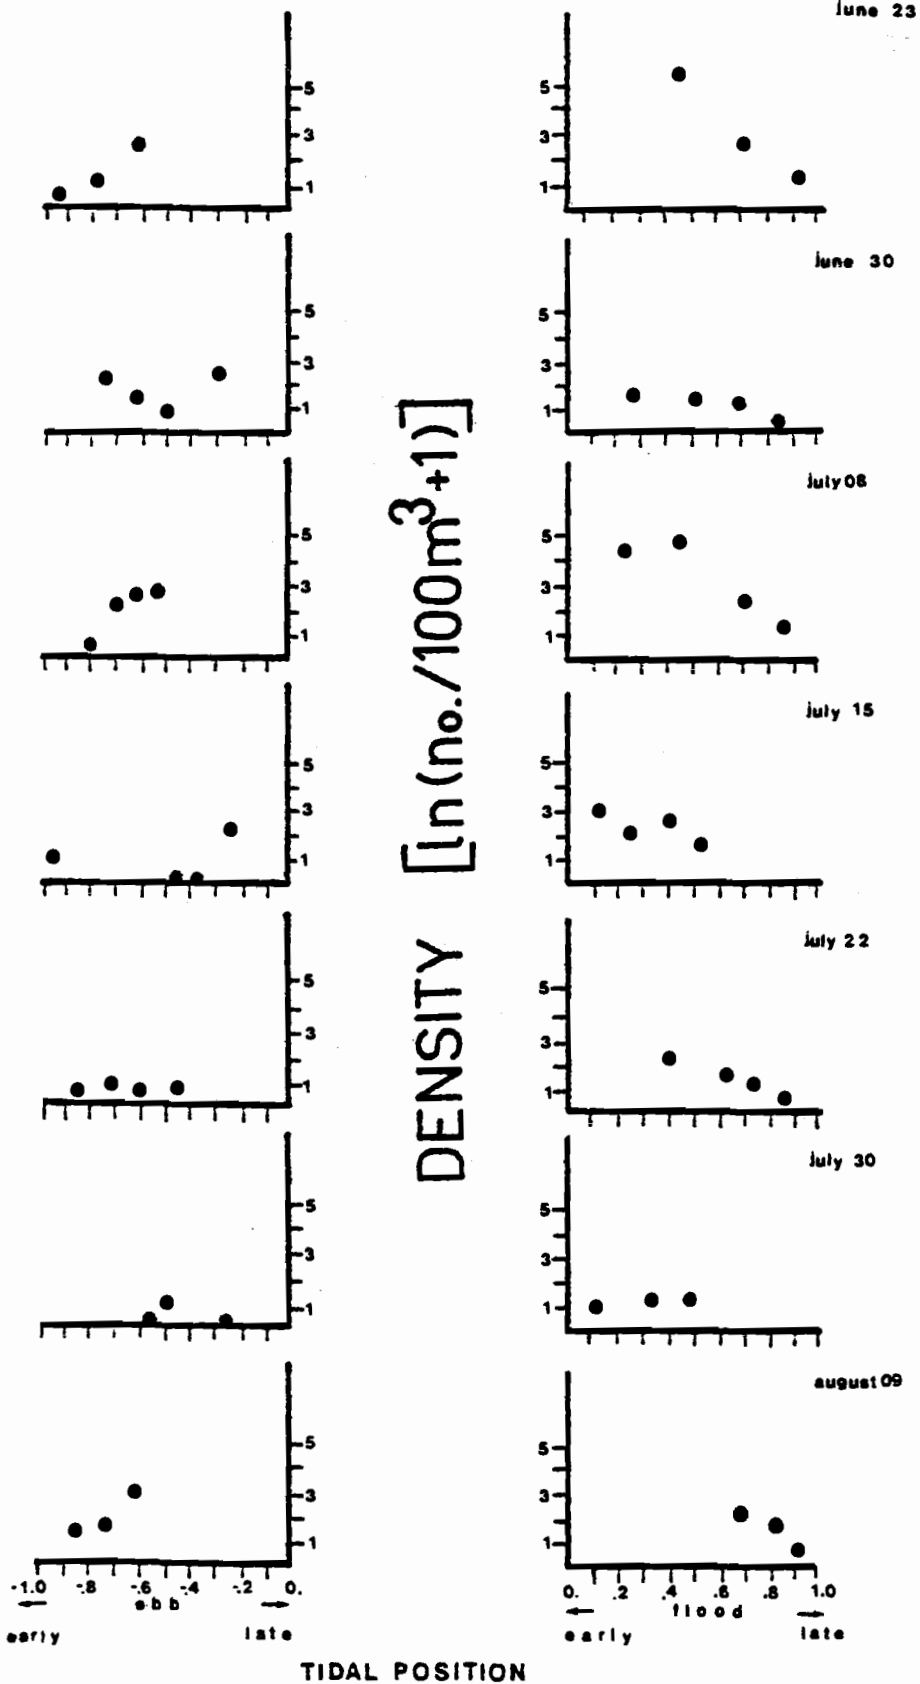 june 23
5 5
3 3
1 1
june 30
5 5
3 3
1 1
july 08
5 5
3 3
1 1
july 15
5 5
3 3
1 1
july 22
5 5
3 3
1 1
july 30
5 5
3 3
1 1
august 09
5 5
3 3
1 1
DENSITY [ln(no./100m³+1)]
-1.0 -.8 -.6 -.4 -.2 0. 0. .2 .4 .6 .8 1.0
← ebb → ← flood →
early late early late
TIDAL POSITION